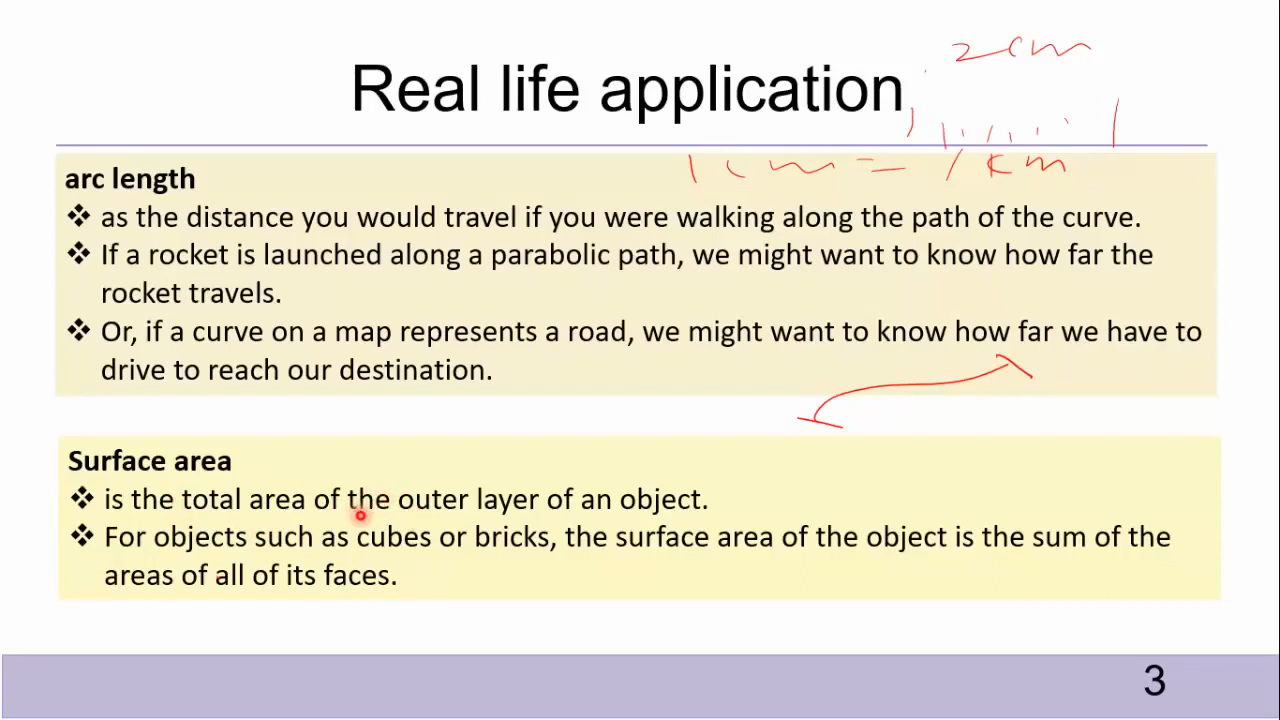 2cm
Real life application
1cm = 1km
arc length
❖ as the distance you would travel if you were walking along the path of the curve.
❖ If a rocket is launched along a parabolic path, we might want to know how far the
rocket travels.
❖ Or, if a curve on a map represents a road, we might want to know how far we have to
drive to reach our destination.
Surface area
❖ is the total area of the outer layer of an object.
❖ For objects such as cubes or bricks, the surface area of the object is the sum of the
areas of all of its faces.
3